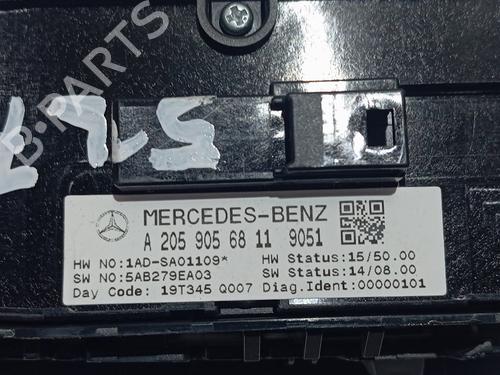 B-PARTS
MERCEDES-BENZ
A 205 905 68 11 9051
HW NO:1AD-SA01109* HW Status:15/50.00
SW NO:5AB279EA03 SW Status:14/08.00
Day Code: 19T345 Q007 Diag.Ident:00000101